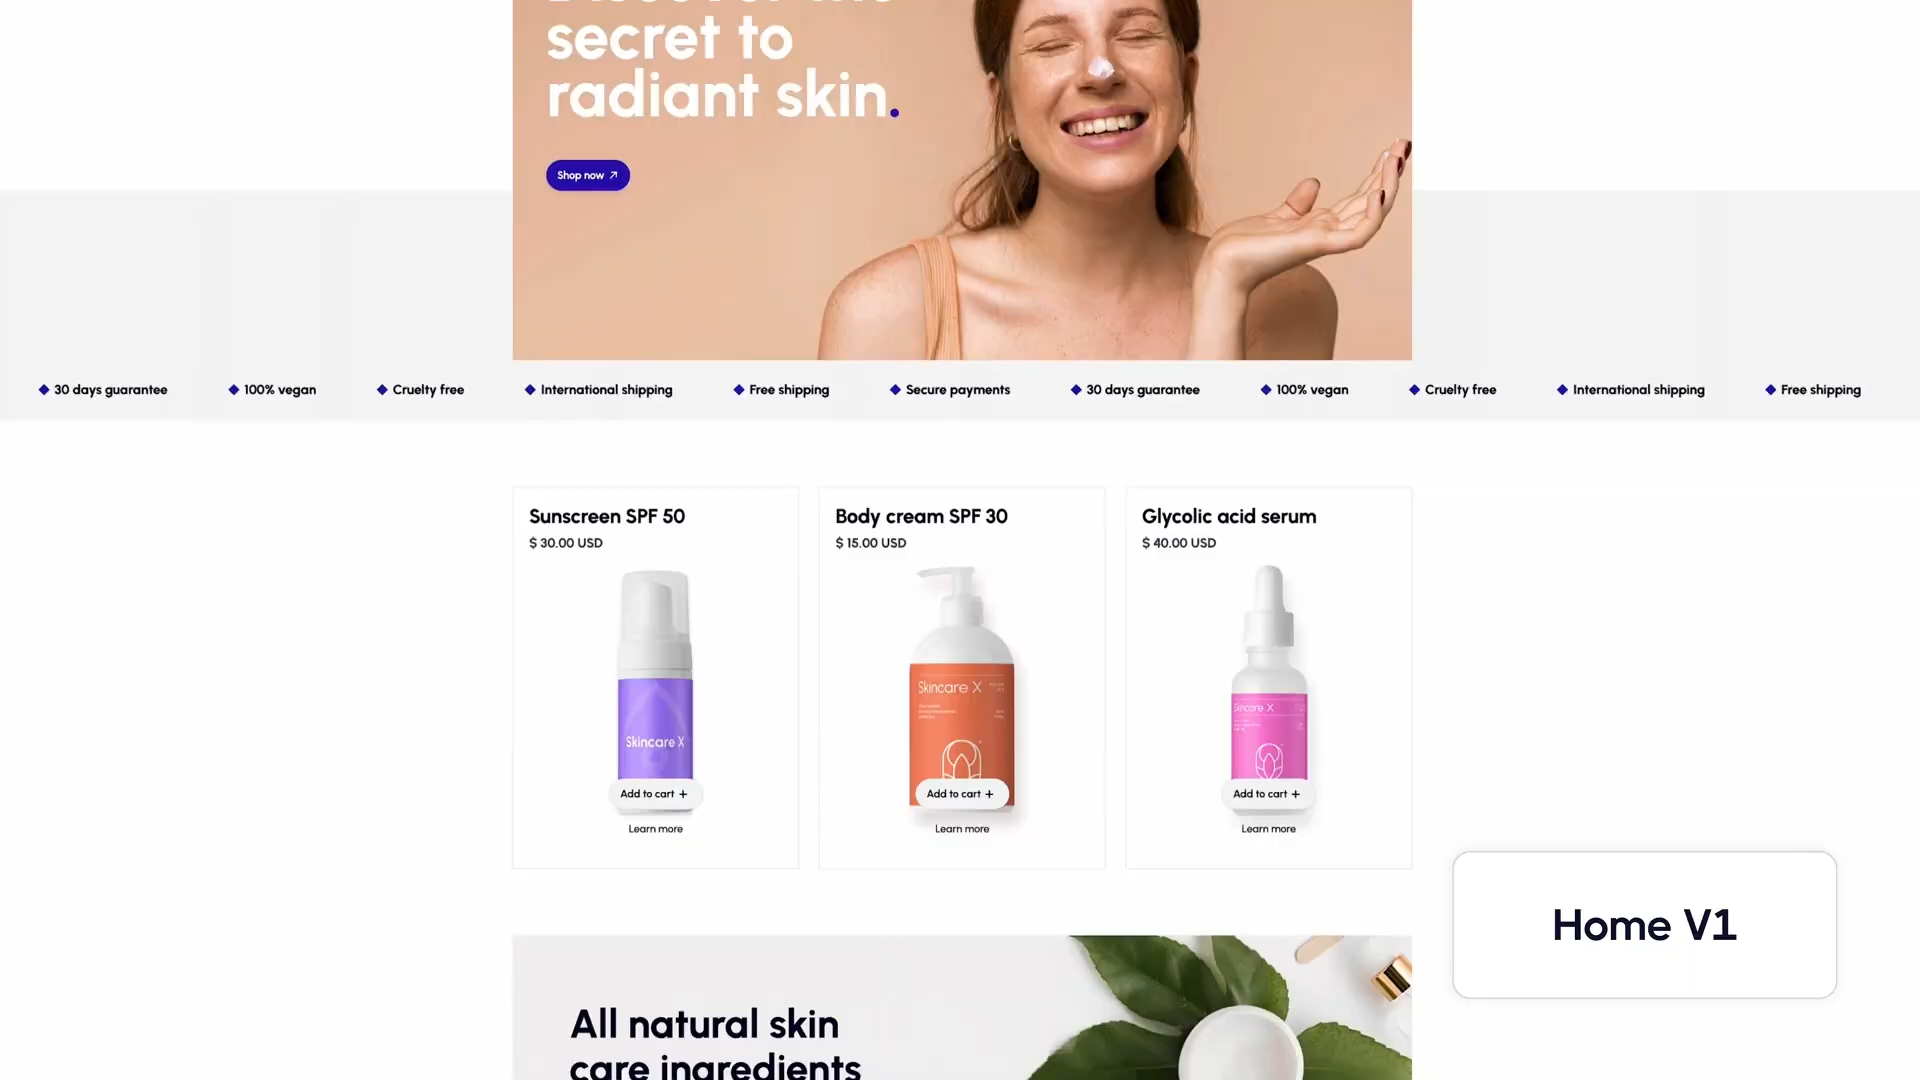 secret to
radiant skin.
Shop now
30 days guarantee 100% vegan Cruelty free International shipping Free shipping Secure payments 30 days guarantee 100% vegan Cruelty free International shipping Free shipping
Sunscreen SPF 50
$ 30.00 USD
Skincare X
Add to cart +
Learn more
Body cream SPF 30
$ 15.00 USD
Skincare X
Add to cart +
Learn more
Glycolic acid serum
$ 40.00 USD
Skincare X
Add to cart +
Learn more
Home V1
All natural skin
care ingredients